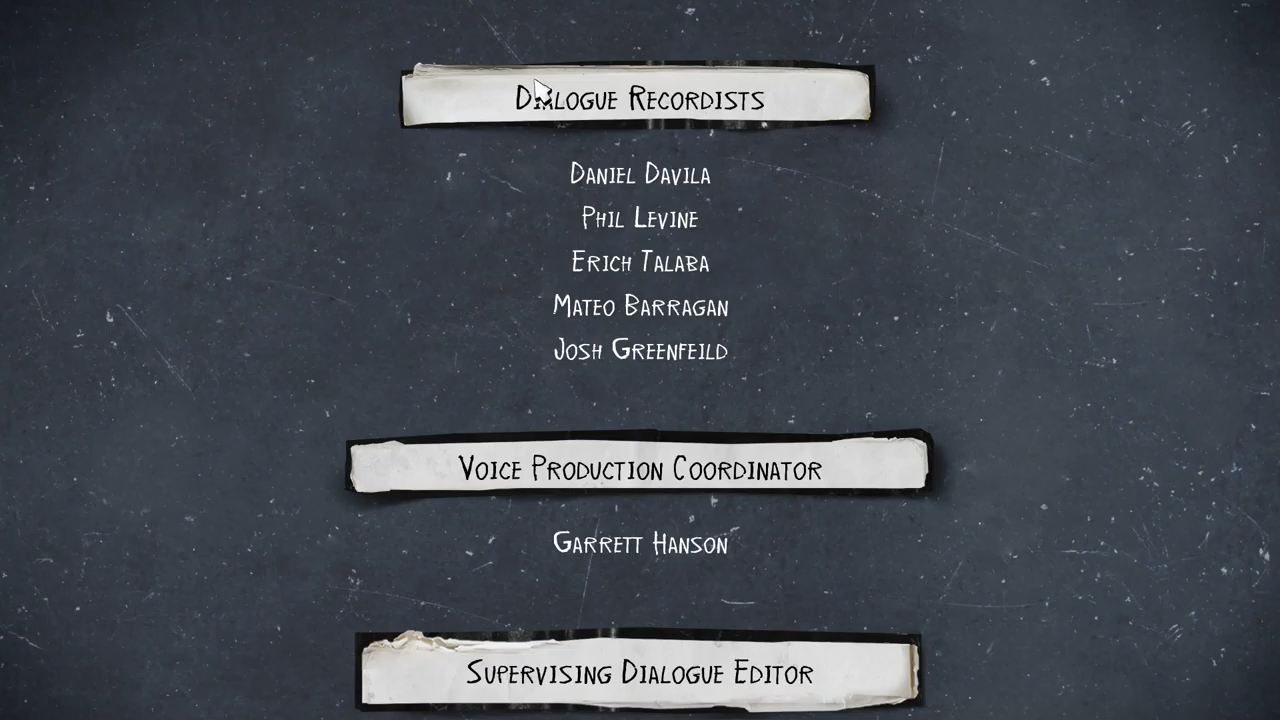 Dialogue Recordists
Daniel Davila
Phil Levine
Erich Talaba
Mateo Barragan
Josh Greenfeild
Voice Production Coordinator
Garrett Hanson
Supervising Dialogue Editor